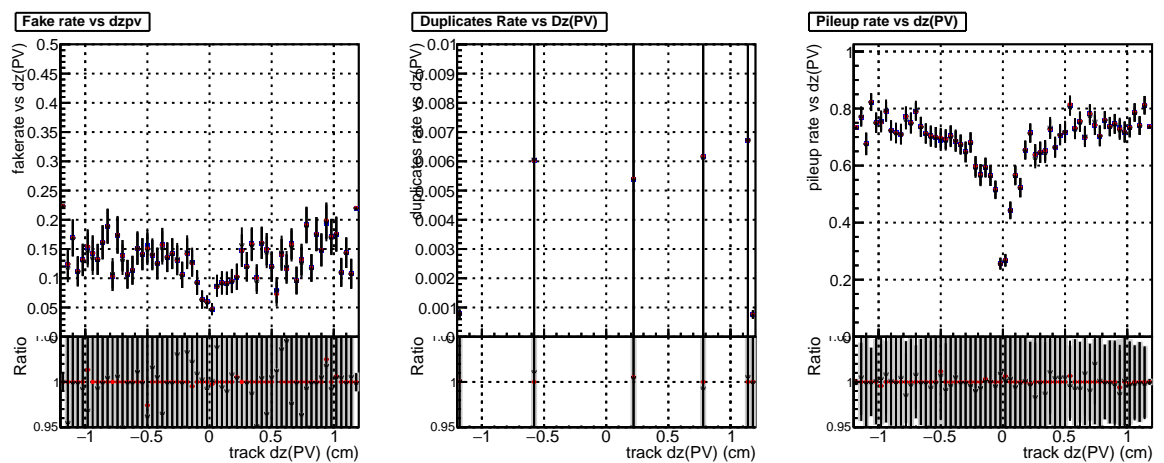 Fake rate vs dzpv
fakerate vs dz(PV)
0.5
0.45
0.4
0.35
0.3
0.25
0.2
0.15
0.1
0.05
0
Ratio
1
0.95
−1 −0.5 0 0.5 1
track dz(PV) (cm)
Duplicates Rate vs Dz(PV)
duplicates rate vs dz(PV)
0.01
0.009
0.008
0.007
0.006
0.005
0.004
0.003
0.002
0.001
0
Ratio
1
0.95
−1 −0.5 0 0.5 1
track dz(PV) (cm)
Pileup rate vs dz(PV)
pileup rate vs dz(PV)
1
0.8
0.6
0.4
0.2
0
Ratio
1
0.95
−1 −0.5 0 0.5 1
track dz(PV) (cm)